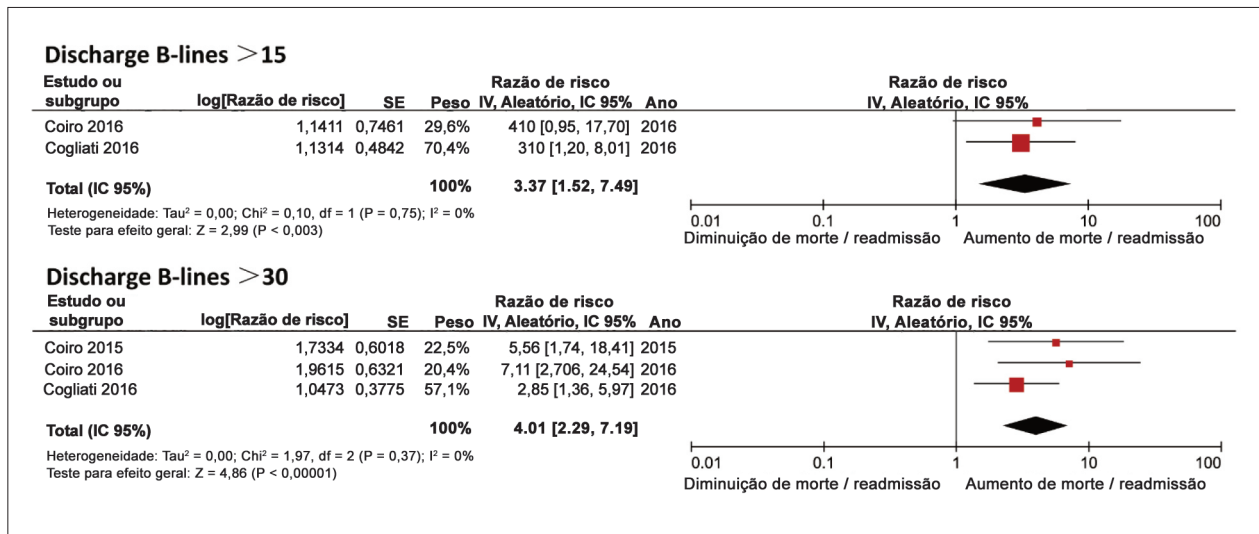 Discharge B-lines >15
Estudo ou subgrupo log[Razão de risco] SE Peso Razão de risco IV, Aleatório, IC 95% Ano Razão de risco IV, Aleatório, IC 95%
Coiro 2016 1,1411 0,7461 29,6% 410 [0,95, 17,70] 2016
Cogliati 2016 1,1314 0,4842 70,4% 310 [1,20, 8,01] 2016
Total (IC 95%) 100% 3.37 [1.52, 7.49]
Heterogeneidade: Tau² = 0,00; Chi² = 0,10, df = 1 (P = 0,75); I² = 0%
Teste para efeito geral: Z = 2,99 (P < 0,003)
0.01 0.1 1 10 100
Diminuição de morte / readmissão Aumento de morte / readmissão
Discharge B-lines >30
Estudo ou subgrupo log[Razão de risco] SE Peso Razão de risco IV, Aleatório, IC 95% Ano Razão de risco IV, Aleatório, IC 95%
Coiro 2015 1,7334 0,6018 22,5% 5,56 [1,74, 18,41] 2015
Coiro 2016 1,9615 0,6321 20,4% 7,11 [2,706, 24,54] 2016
Cogliati 2016 1,0473 0,3775 57,1% 2,85 [1,36, 5,97] 2016
Total (IC 95%) 100% 4.01 [2.29, 7.19]
Heterogeneidade: Tau² = 0,00; Chi² = 1,97, df = 2 (P = 0,37); I² = 0%
Teste para efeito geral: Z = 4,86 (P < 0,00001)
0.01 0.1 1 10 100
Diminuição de morte / readmissão Aumento de morte / readmissão